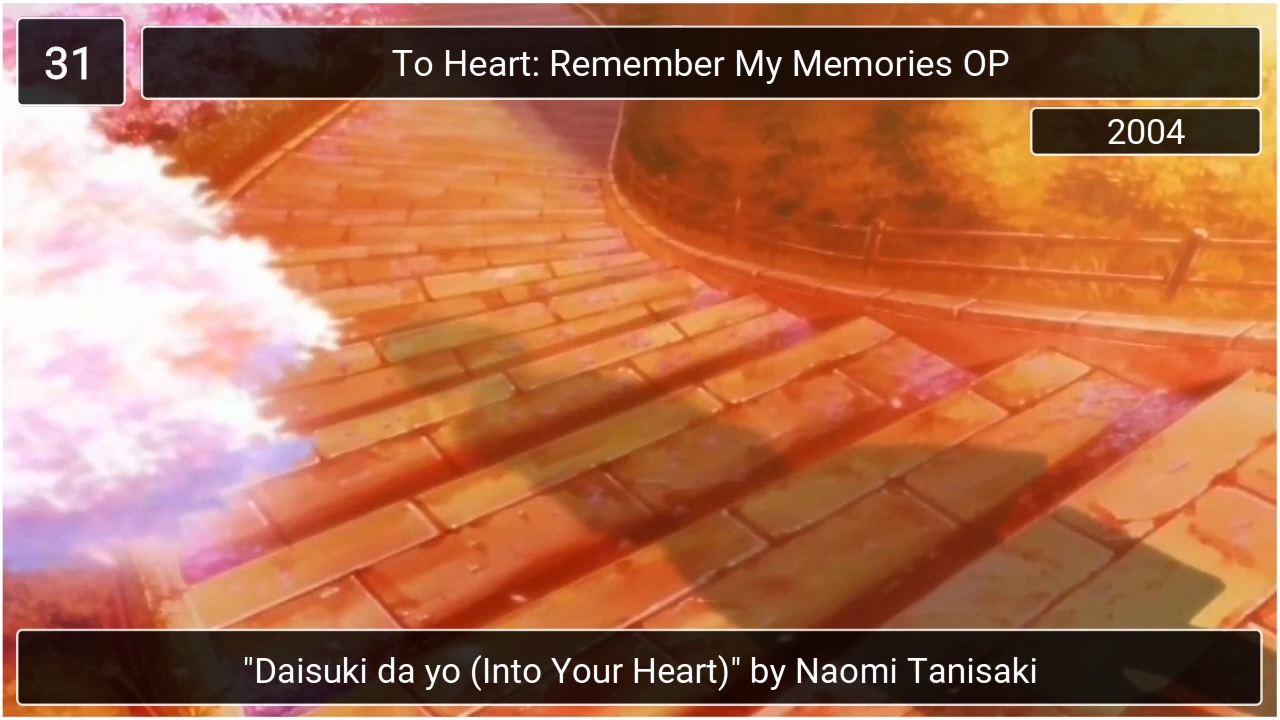 31
To Heart: Remember My Memories OP
2004
"Daisuki da yo (Into Your Heart)" by Naomi Tanisaki